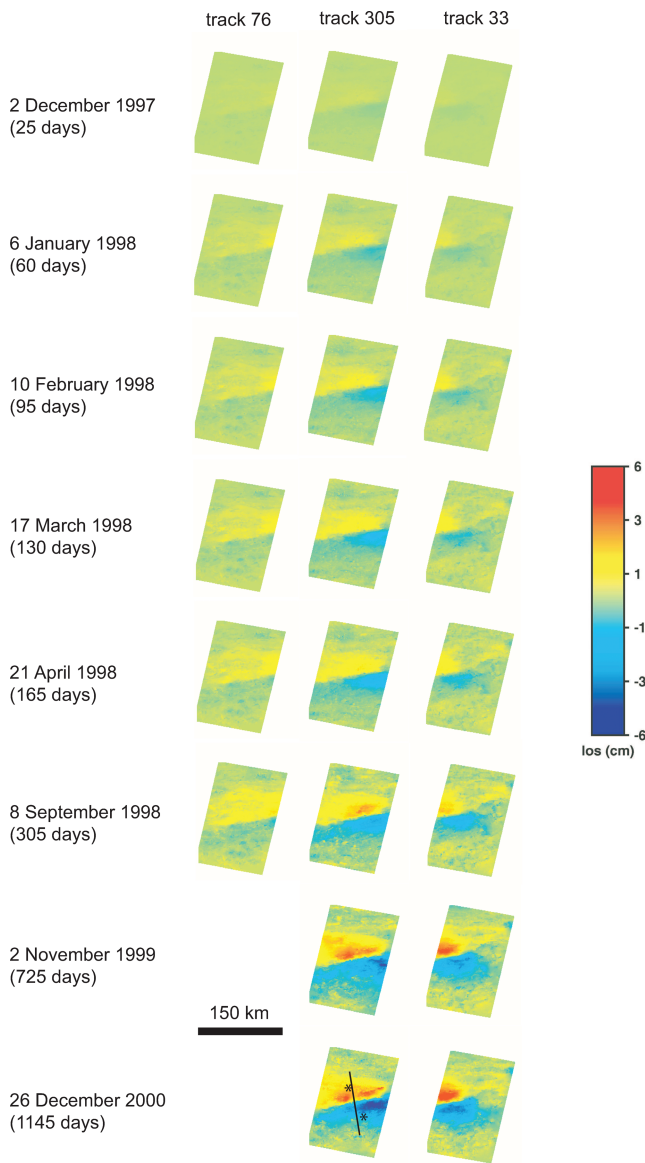 track 76 track 305 track 33
2 December 1997
(25 days)
6 January 1998
(60 days)
10 February 1998
(95 days)
17 March 1998
(130 days)
21 April 1998
(165 days)
8 September 1998
(305 days)
2 November 1999
(725 days)
150 km
26 December 2000
(1145 days)
*
*
6
3
1
-1
-3
-6
los (cm)